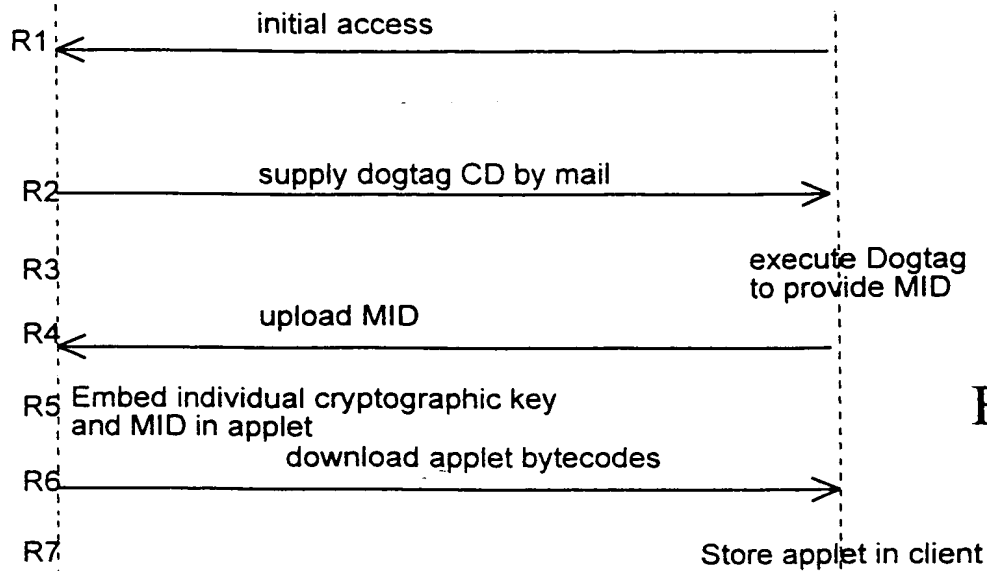 R1
initial access
R2
supply dogtag CD by mail
R3
execute Dogtag
to provide MID
R4
upload MID
R5
Embed individual cryptographic key
and MID in applet
R6
download applet bytecodes
R7
Store applet in client